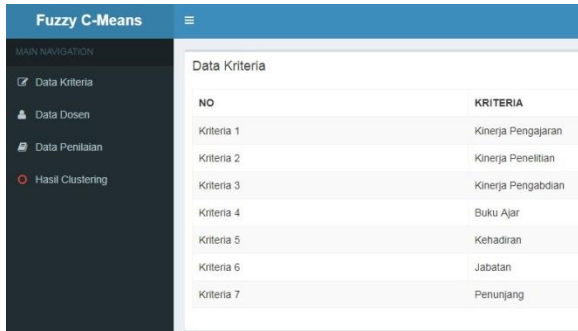 Fuzzy C-Means
MAIN NAVIGATION
Data Kriteria
Data Dosen
Data Penilaian
Hasil Clustering
Data Kriteria
NO KRITERIA
Kriteria 1 Kinerja Pengajaran
Kriteria 2 Kinerja Penelitian
Kriteria 3 Kinerja Pengabdian
Kriteria 4 Buku Ajar
Kriteria 5 Kehadiran
Kriteria 6 Jabatan
Kriteria 7 Penunjang